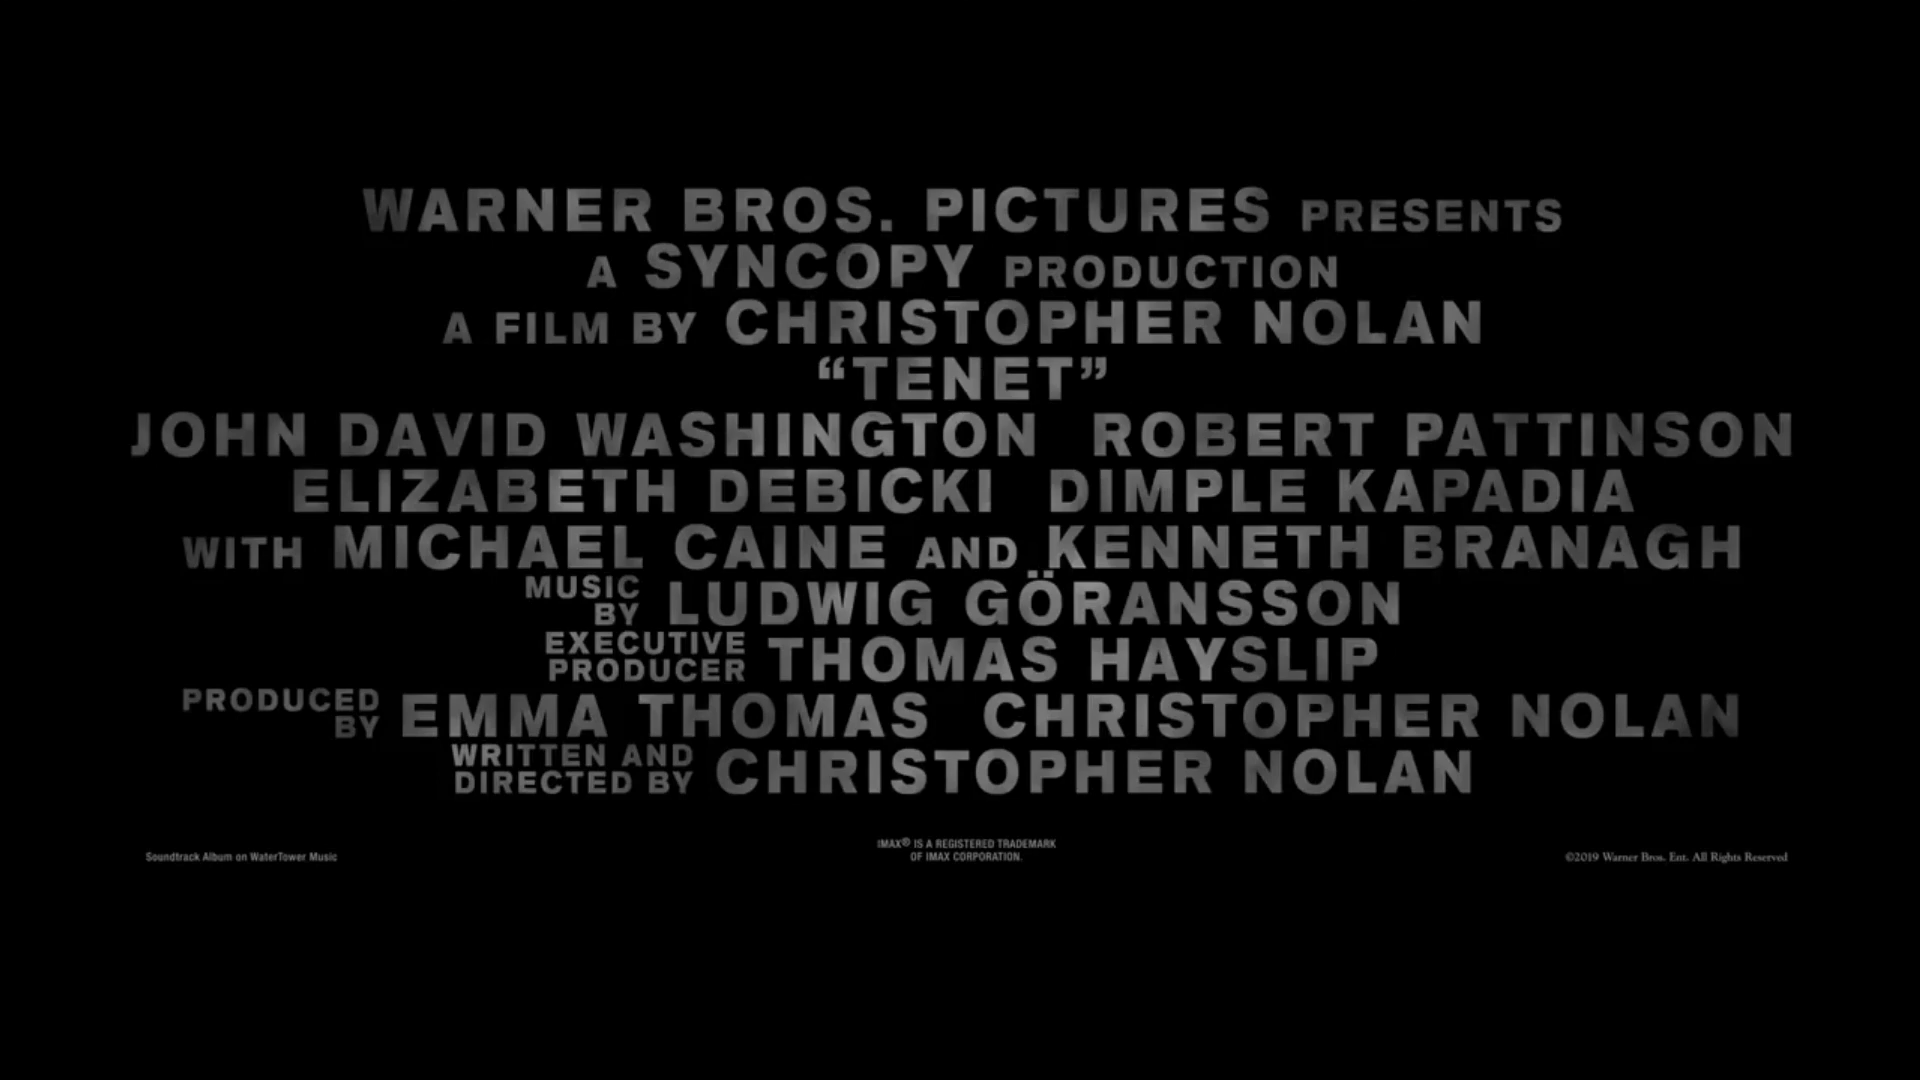 WARNER BROS. PICTURES PRESENTS
A SYNCOPY PRODUCTION
A FILM BY CHRISTOPHER NOLAN
“TENET”
JOHN DAVID WASHINGTON ROBERT PATTINSON
ELIZABETH DEBICKI DIMPLE KAPADIA
WITH MICHAEL CAINE AND KENNETH BRANAGH
MUSIC BY LUDWIG GÖRANSSON
EXECUTIVE PRODUCER THOMAS HAYSLIP
PRODUCED BY EMMA THOMAS CHRISTOPHER NOLAN
WRITTEN AND DIRECTED BY CHRISTOPHER NOLAN
Soundtrack Album on WaterTower Music
IMAX® IS A REGISTERED TRADEMARK
OF IMAX CORPORATION.
©2019 Warner Bros. Ent. All Rights Reserved